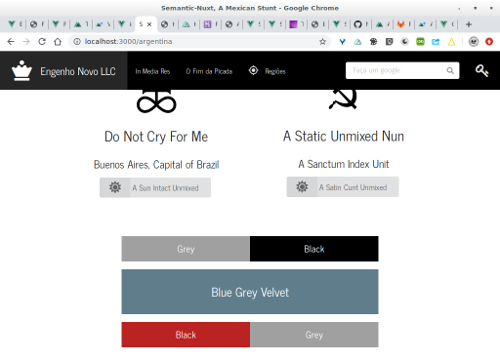 Semantic-Nuxt, A Mexican Stunt - Google Chrome
localhost:3000/argentina
Engenho Novo LLC
In Media Res
O Fim da Picada
Regiões
Faça um google ...
Do Not Cry For Me
A Static Unmixed Nun
Buenos Aires, Capital of Brazil
A Sanctum Index Unit
A Sun Intact Unmixed
A Satin Cunt Unmixed
Grey
Black
Blue Grey Velvet
Black
Grey